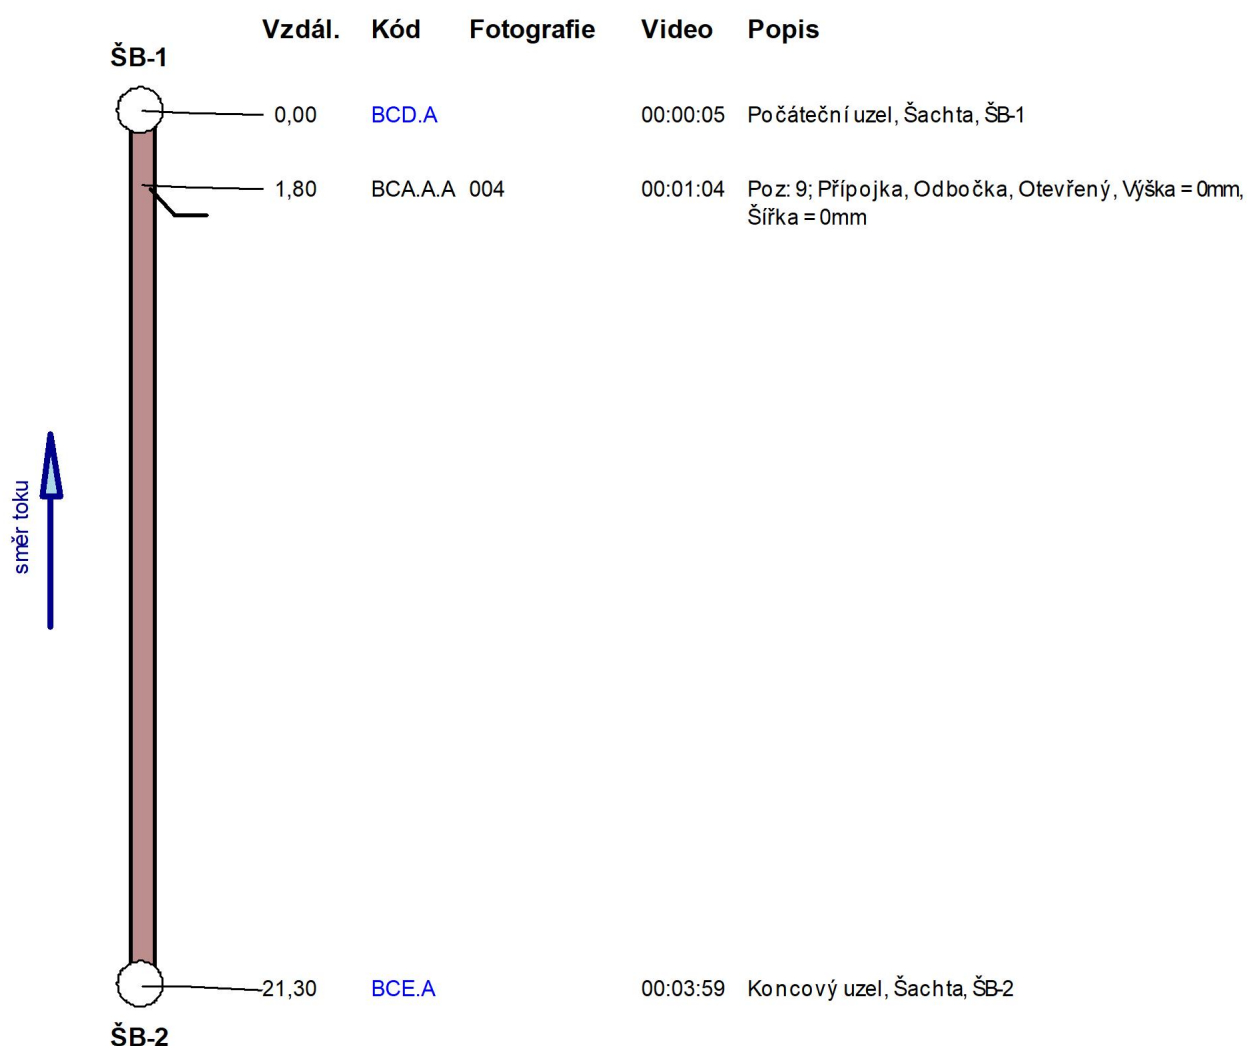 Vzdál. Kód Fotografie Video Popis
ŠB-1
0,00 BCD.A 00:00:05 Počáteční uzel, Šachta, ŠB-1
1,80 BCA.A.A 004 00:01:04 Poz: 9; Přípojka, Odbočka, Otevřený, Výška = 0mm,
Šířka = 0mm
směr toku
21,30 BCE.A 00:03:59 Koncový uzel, Šachta, ŠB-2
ŠB-2